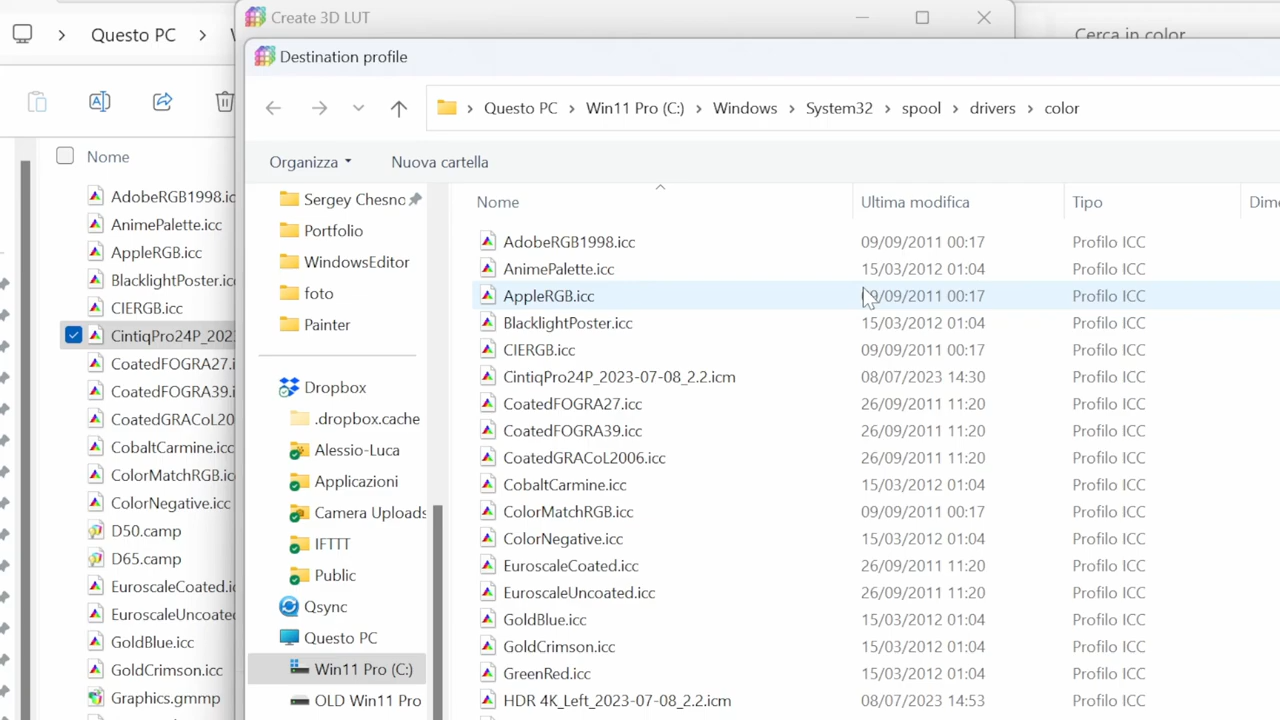 Create 3D LUT
Questo PC
Cerca in color
Destination profile
Questo PC
Win11 Pro (C:)
Windows
System32
spool
drivers
color
Organizza
Nuova cartella
Nome
AdobeRGB1998.ic
AnimePalette.icc
AppleRGB.icc
BlacklightPoster.ic
CIERGB.icc
CintiqPro24P_202
CoatedFOGRA27.i
CoatedFOGRA39.i
CoatedGRACoL20
CobaltCarmine.icc
ColorMatchRGB.ic
ColorNegative.icc
D50.camp
D65.camp
EuroscaleCoated.ic
EuroscaleUncoated
GoldBlue.icc
GoldCrimson.icc
Graphics.gmmp
Sergey Chesno
Portfolio
WindowsEditor
foto
Painter
Dropbox
.dropbox.cache
Alessio-Luca
Applicazioni
Camera Uploads
IFTTT
Public
Qsync
Questo PC
Win11 Pro (C:)
OLD Win11 Pro
Nome Ultima modifica Tipo Dime
AdobeRGB1998.icc 09/09/2011 00:17 Profilo ICC
AnimePalette.icc 15/03/2012 01:04 Profilo ICC
AppleRGB.icc 09/09/2011 00:17 Profilo ICC
BlacklightPoster.icc 15/03/2012 01:04 Profilo ICC
CIERGB.icc 09/09/2011 00:17 Profilo ICC
CintiqPro24P_2023-07-08_2.2.icm 08/07/2023 14:30 Profilo ICC
CoatedFOGRA27.icc 26/09/2011 11:20 Profilo ICC
CoatedFOGRA39.icc 26/09/2011 11:20 Profilo ICC
CoatedGRACoL2006.icc 26/09/2011 11:20 Profilo ICC
CobaltCarmine.icc 15/03/2012 01:04 Profilo ICC
ColorMatchRGB.icc 09/09/2011 00:17 Profilo ICC
ColorNegative.icc 15/03/2012 01:04 Profilo ICC
EuroscaleCoated.icc 26/09/2011 11:20 Profilo ICC
EuroscaleUncoated.icc 26/09/2011 11:20 Profilo ICC
GoldBlue.icc 15/03/2012 01:04 Profilo ICC
GoldCrimson.icc 15/03/2012 01:04 Profilo ICC
GreenRed.icc 15/03/2012 01:04 Profilo ICC
HDR 4K_Left_2023-07-08_2.2.icm 08/07/2023 14:53 Profilo ICC